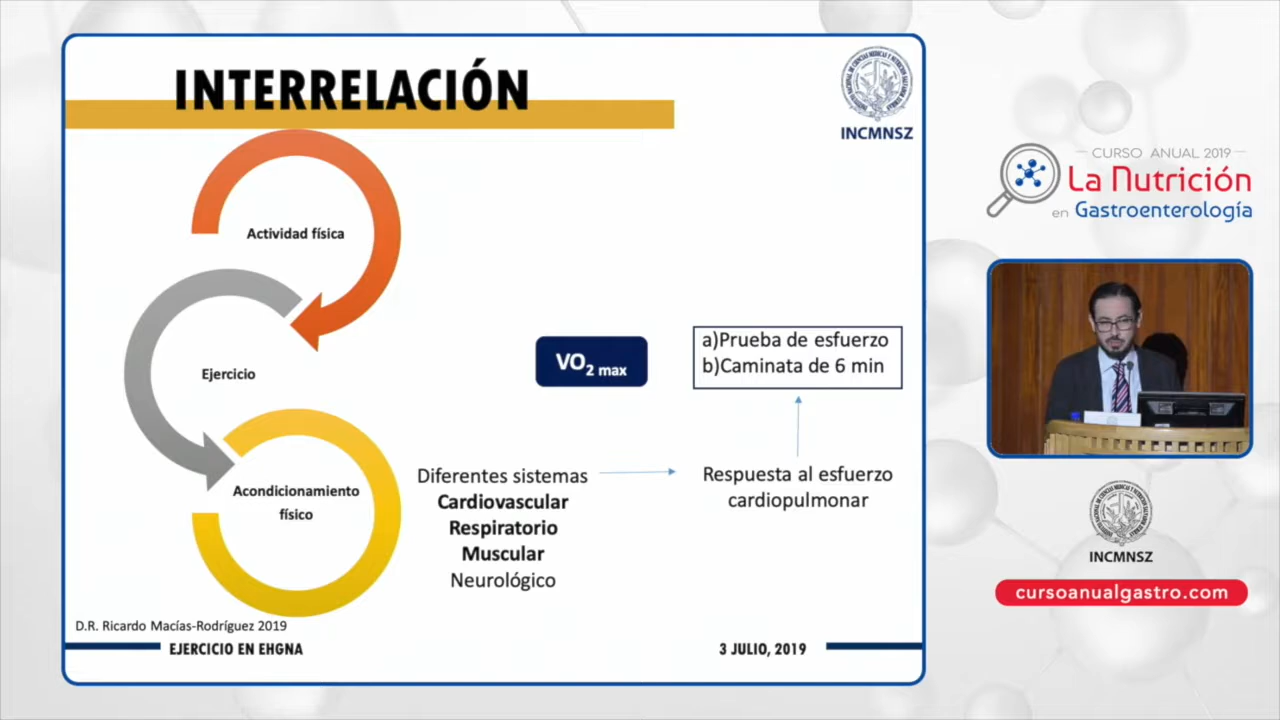 INTERRELACIÓN
INCMNSZ
Actividad física
Ejercicio
Acondicionamiento
físico
VO2 max
a)Prueba de esfuerzo
b)Caminata de 6 min
Diferentes sistemas
Cardiovascular
Respiratorio
Muscular
Neurológico
Respuesta al esfuerzo
cardiopulmonar
D.R. Ricardo Macías-Rodríguez 2019
EJERCICIO EN EHGNA
3 JULIO, 2019
CURSO ANUAL 2019
La Nutrición
en Gastroenterología
INCMNSZ
cursoanualgastro.com